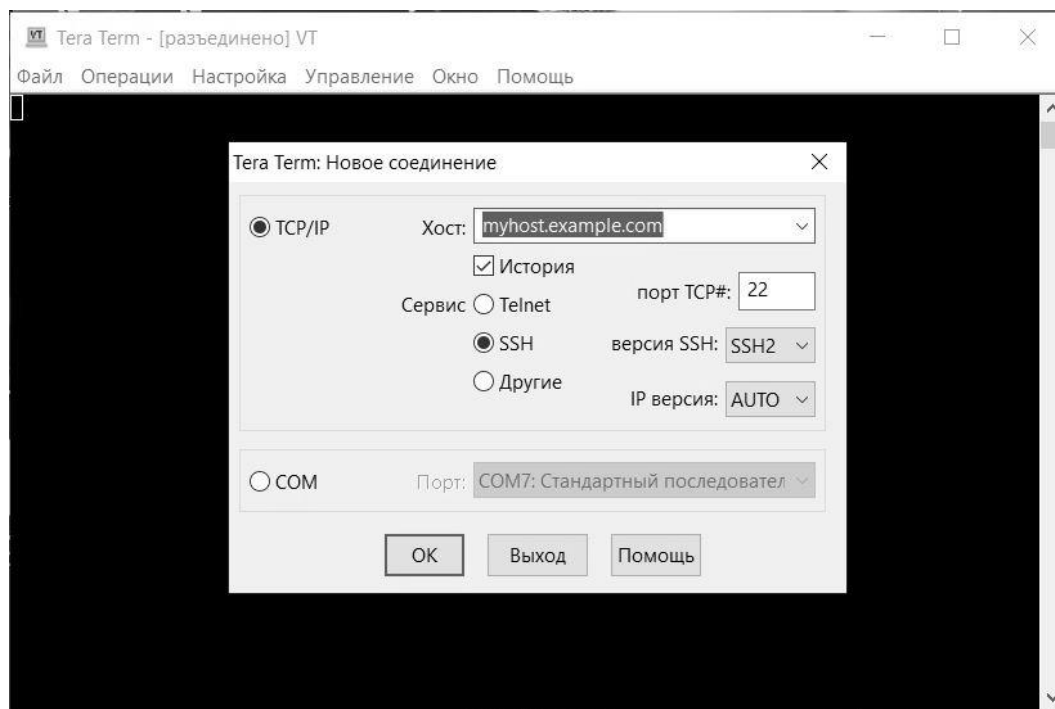 VT Tera Term - [разъединено] VT
Файл Операции Настройка Управление Окно Помощь
Tera Term: Новое соединение
TCP/IP Хост: myhost.example.com
История
порт TCP#: 22
Сервис Telnet
SSH версия SSH: SSH2
Другие
IP версия: AUTO
COM Порт: COM7: Стандартный последовател
OK Выход Помощь